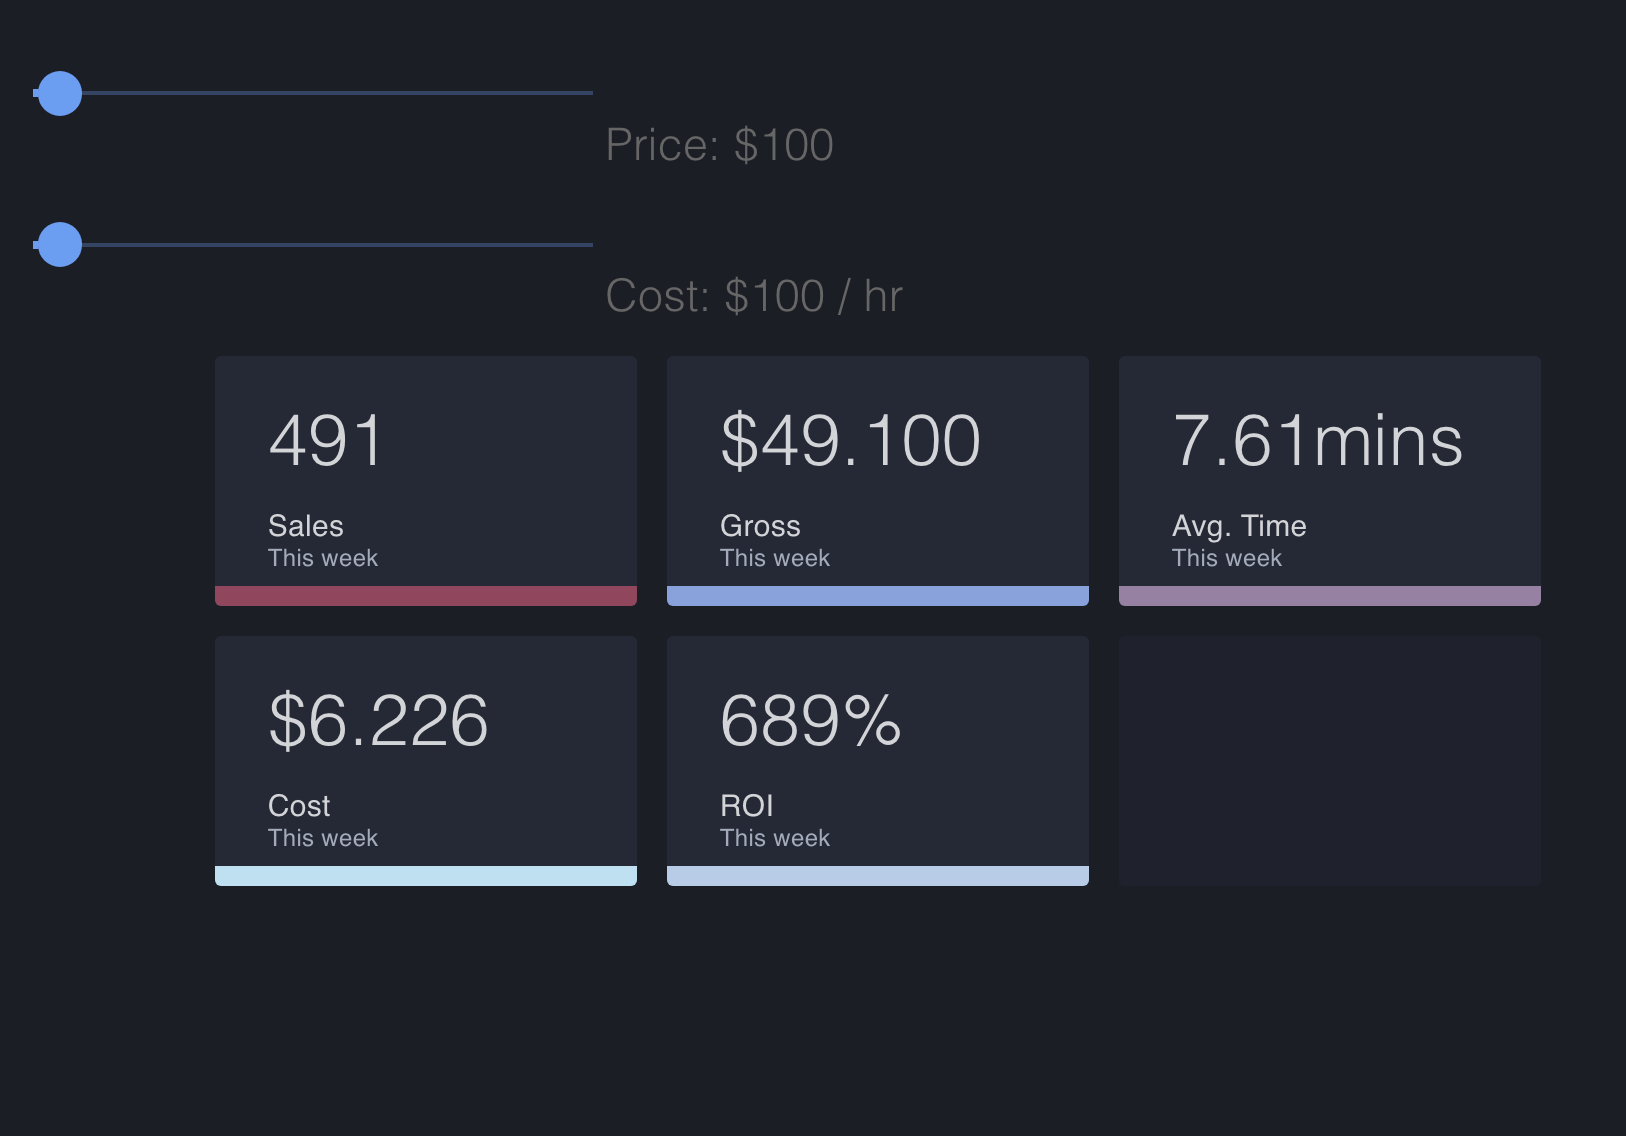 Price: $100
Cost: $100 / hr
491
Sales
This week
$49.100
Gross
This week
7.61mins
Avg. Time
This week
$6.226
Cost
This week
689%
ROI
This week